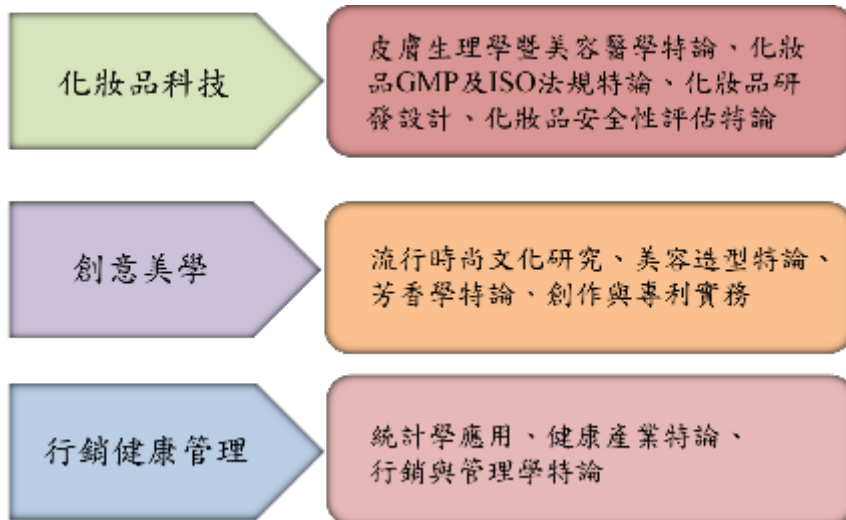 化妝品科技
皮膚生理學暨美容醫學特論、化妝
品GMP及ISO法規特論、化妝品研
發設計、化妝品安全性評估特論
創意美學
流行時尚文化研究、美容造型特論、
芳香學特論、創作與專利實務
行銷健康管理
統計學應用、健康產業特論、
行銷與管理學特論